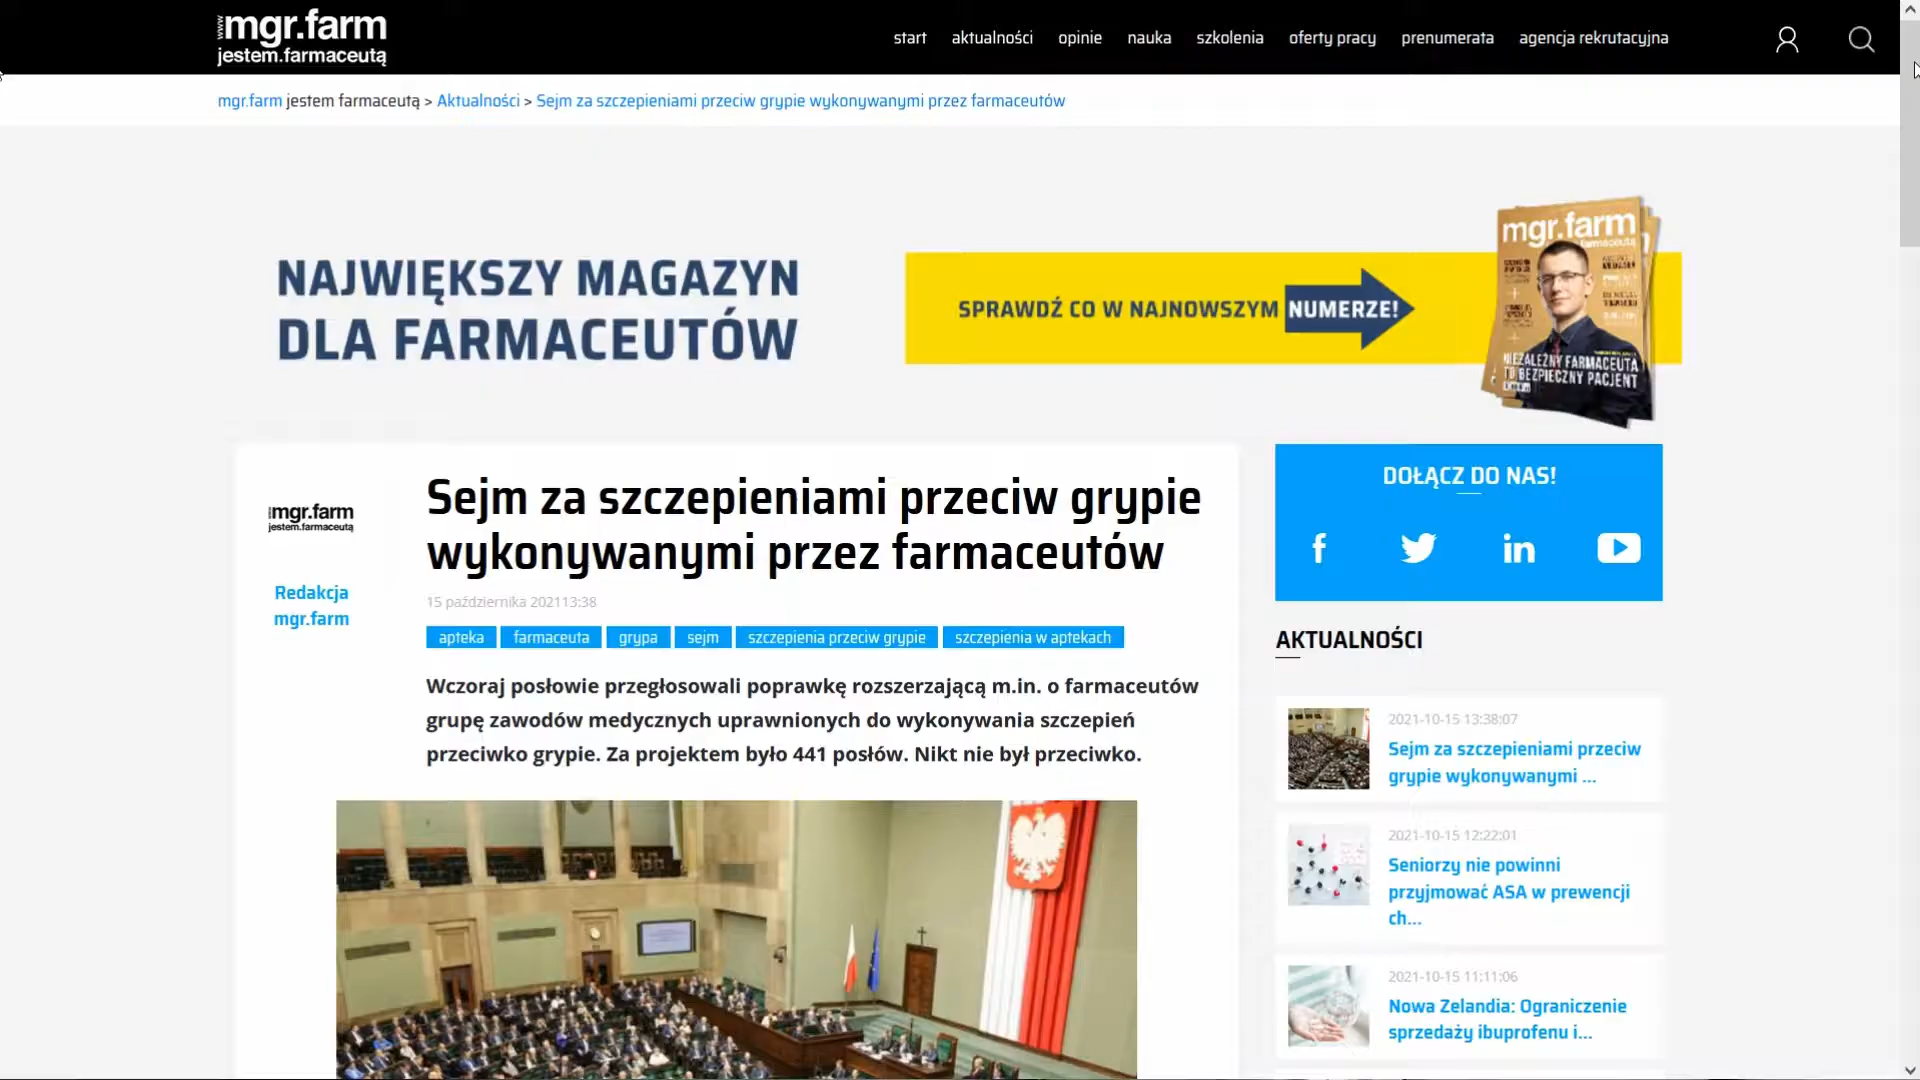 www.mgr.farm
jestem.farmaceutą
start aktualności opinie nauka szkolenia oferty pracy prenumerata agencja rekrutacyjna
mgr.farm jestem farmaceutą > Aktualności > Sejm za szczepieniami przeciw grypie wykonywanymi przez farmaceutów
NAJWIĘKSZY MAGAZYN
DLA FARMACEUTÓW
SPRAWDŹ CO W NAJNOWSZYM NUMERZE!
mgr.farm
NIEZALEŻNY FARMACEUTA
TO BEZPIECZNY PACJENT
mgr.farm
jestem.farmaceutą
Redakcja
mgr.farm
Sejm za szczepieniami przeciw grypie
wykonywanymi przez farmaceutów
15 października 202113:38
apteka farmaceuta grypa sejm szczepienia przeciw grypie szczepienia w aptekach
Wczoraj posłowie przegłosowali poprawkę rozszerzającą m.in. o farmaceutów
grupę zawodów medycznych uprawnionych do wykonywania szczepień
przeciwko grypie. Za projektem było 441 posłów. Nikt nie był przeciwko.
DOŁĄCZ DO NAS!
AKTUALNOŚCI
2021-10-15 13:38:07
Sejm za szczepieniami przeciw
grypie wykonywanymi ...
2021-10-15 12:22:01
Seniorzy nie powinni
przyjmować ASA w prewencji
ch...
2021-10-15 11:11:06
Nowa Zelandia: Ograniczenie
sprzedaży ibuprofenu i...